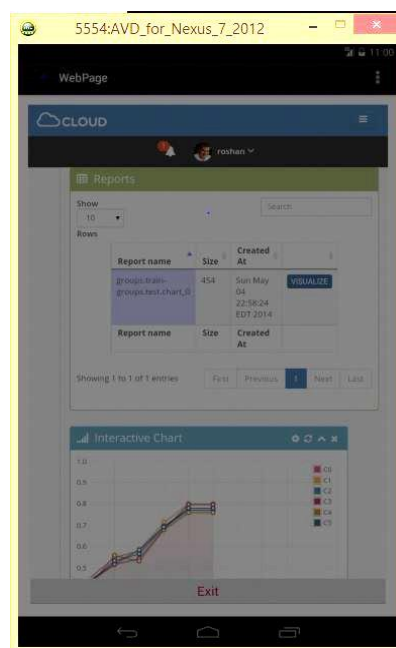 5554:AVD_for_Nexus_7_2012
11:00
WebPage
CLOUD
roshan
Reports
Show
10
Rows
Search
Report name Size Created At
groups.train-groups.test.chart_0 454 Sun May 04 22:58:24 EDT 2014 VISUALIZE
Report name Size Created At
Showing 1 to 1 of 1 entries First Previous 1 Next Last
Interactive Chart
1.0
0.9
0.8
0.7
0.6
0.5
C0
C1
C2
C3
C4
C5
Exit